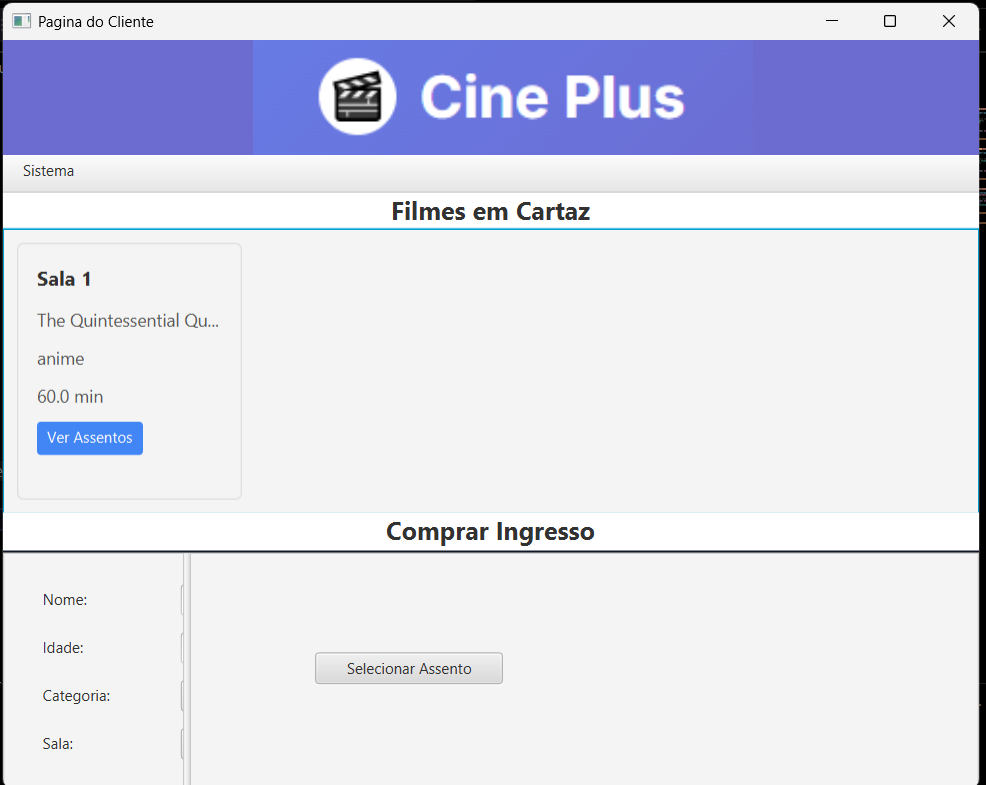 Pagina do Cliente
Cine Plus
Sistema
Filmes em Cartaz
Sala 1
The Quintessential Qu...
anime
60.0 min
Ver Assentos
Comprar Ingresso
Nome:
Idade:
Categoria:
Sala:
Selecionar Assento